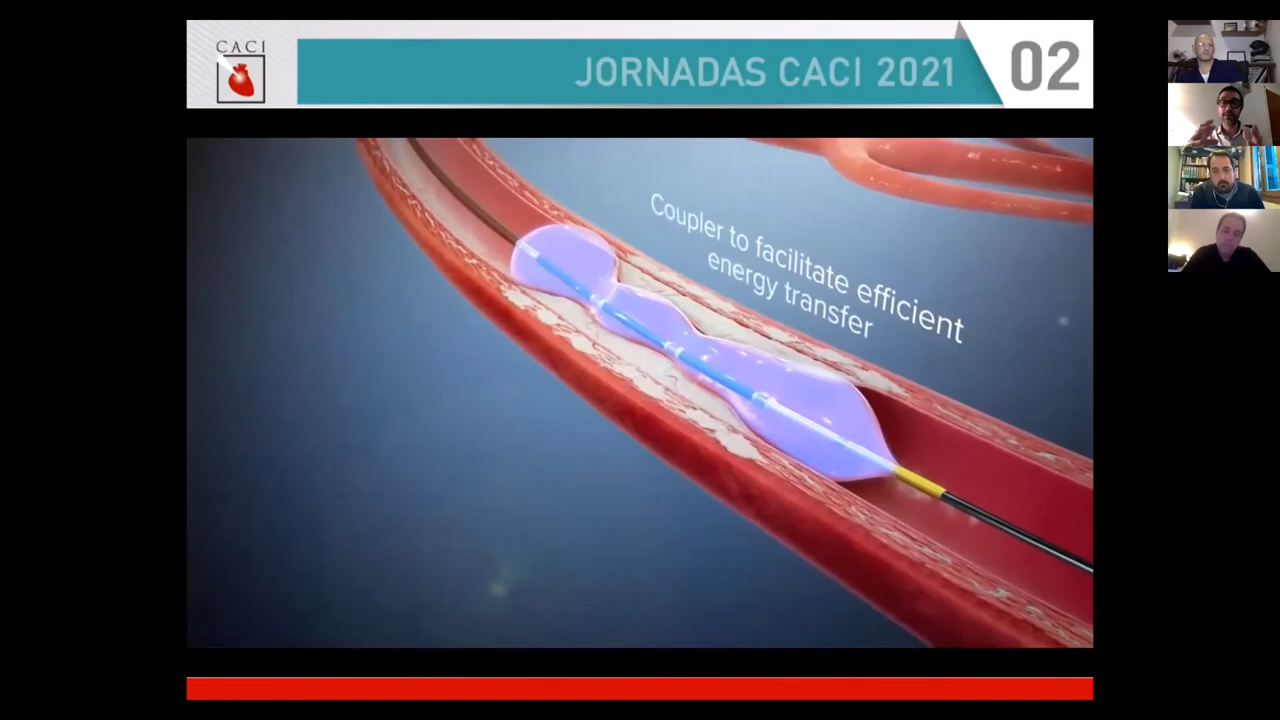 CACI
JORNADAS CACI 2021
02
Coupler to facilitate efficient
energy transfer